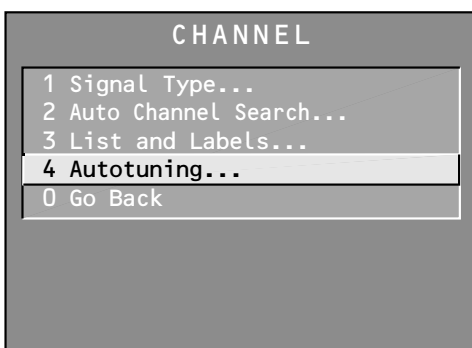 CHANNEL
1 Signal Type...
2 Auto Channel Search...
3 List and Labels...
4 Autotuning...
0 Go Back